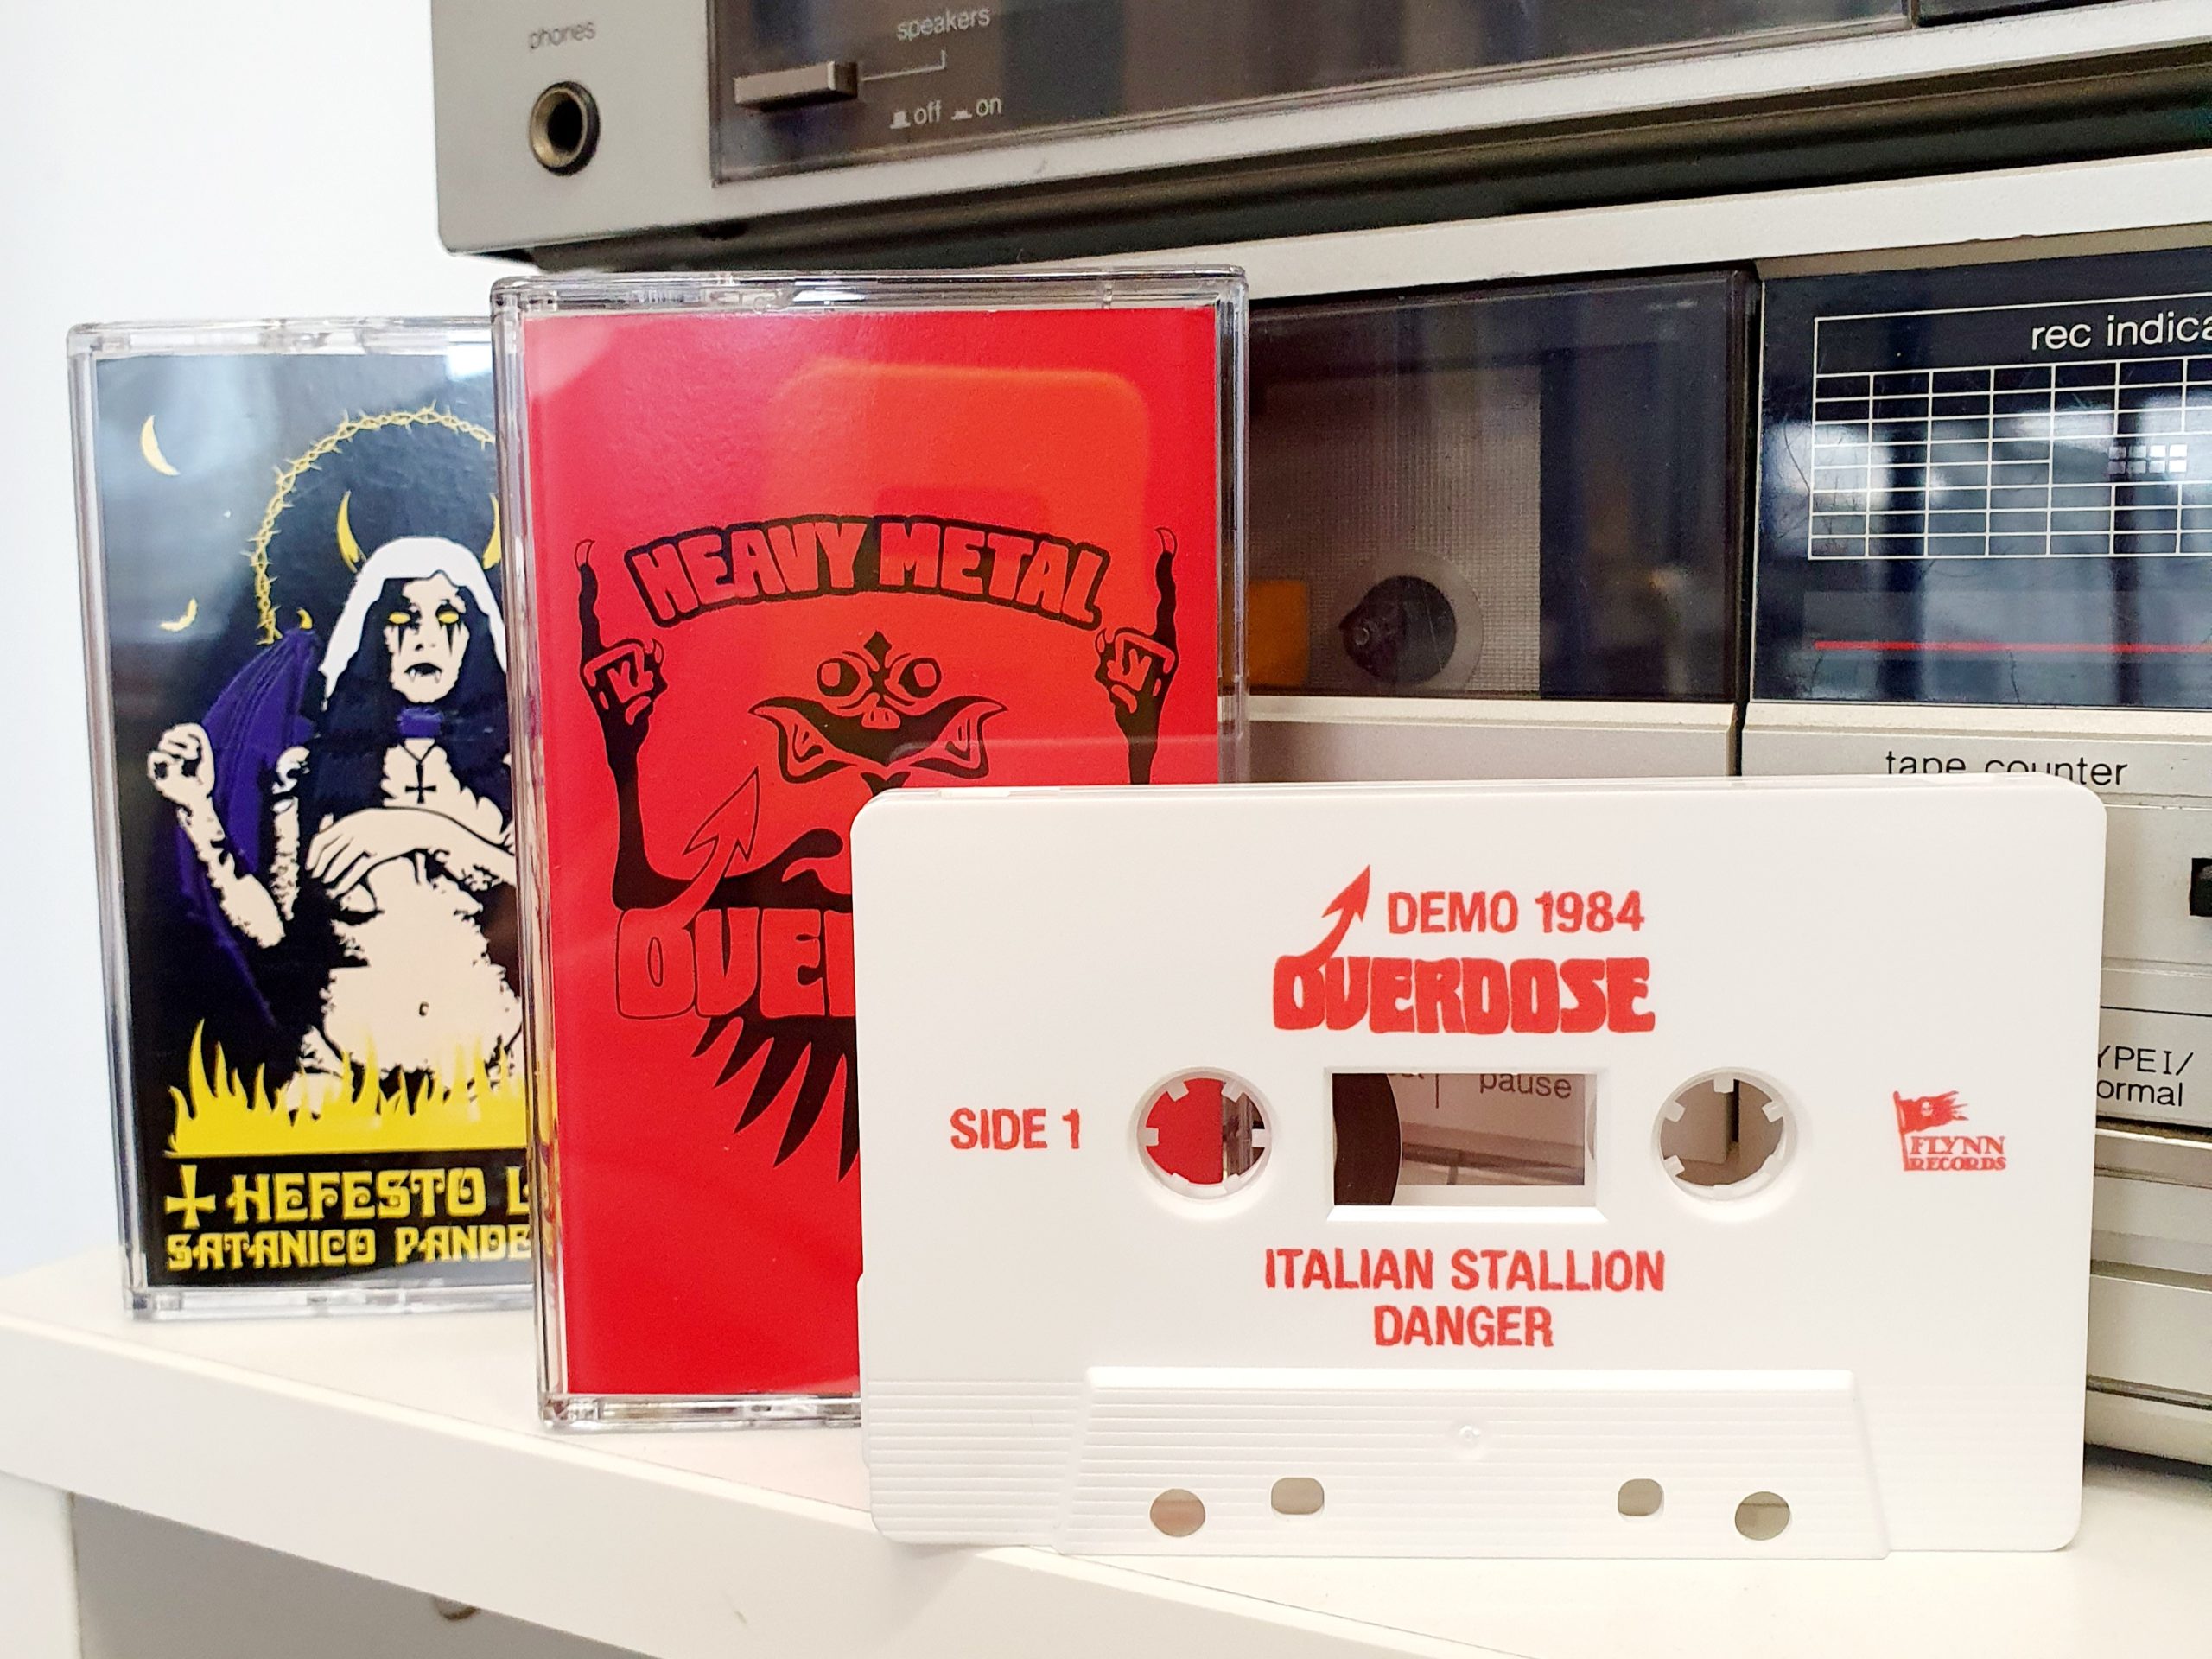 phones
speakers
off on
rec
tape counter
HEAVY METAL
DEMO 1984
OVERDOSE
SIDE 1
pause
FLYNN
RECORDS
ITALIAN STALLION
DANGER
HEFESTO
SATANICO